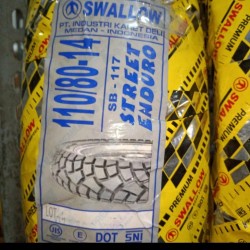 SWALLOW
PT. INDUSTRI KARET DELI
MEDAN - INDONESIA
110/80-14
SB - 117
STREET
ENDURO
DOT SNI
SWALLOW
PREMIUM